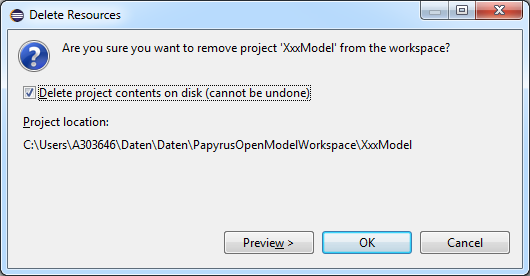 Delete Resources
Are you sure you want to remove project 'XxxModel' from the workspace?
Delete project contents on disk (cannot be undone)
Project location:
C:\Users\A303646\Daten\Daten\PapyrusOpenModelWorkspace\XxxModel
Preview >
OK
Cancel